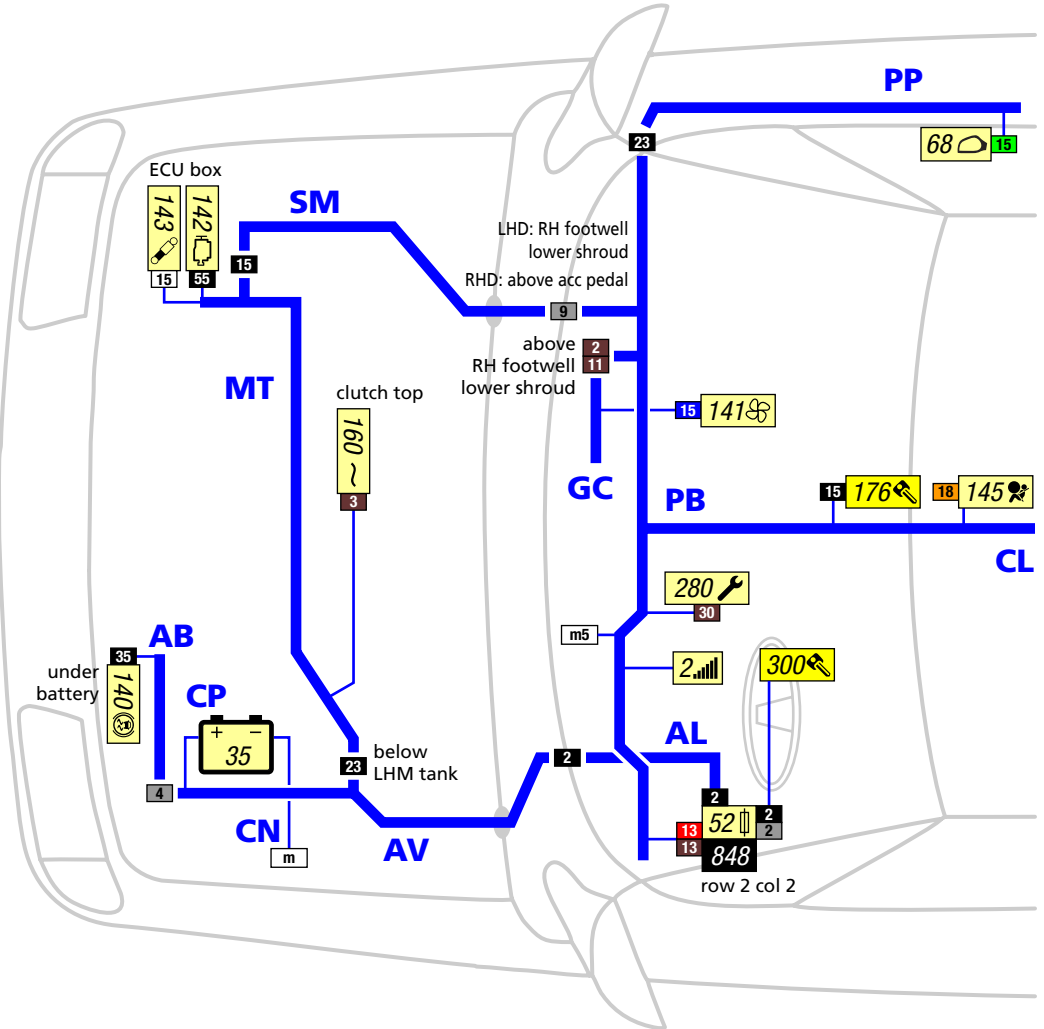 PP
23
68
15
ECU box
143
142
15
55
SM
15
LHD: RH footwell
lower shroud
RHD: above acc pedal
9
above
RH footwell
lower shroud
2
11
MT
clutch top
160
3
15
141
GC
PB
15
176
18
145
CL
280
30
m5
2
300
AB
35
under
battery
140
CP
+ −
35
AL
2
below
LHM tank
23
4
2
52
2
2
13
13
848
CN
AV
m
row 2 col 2